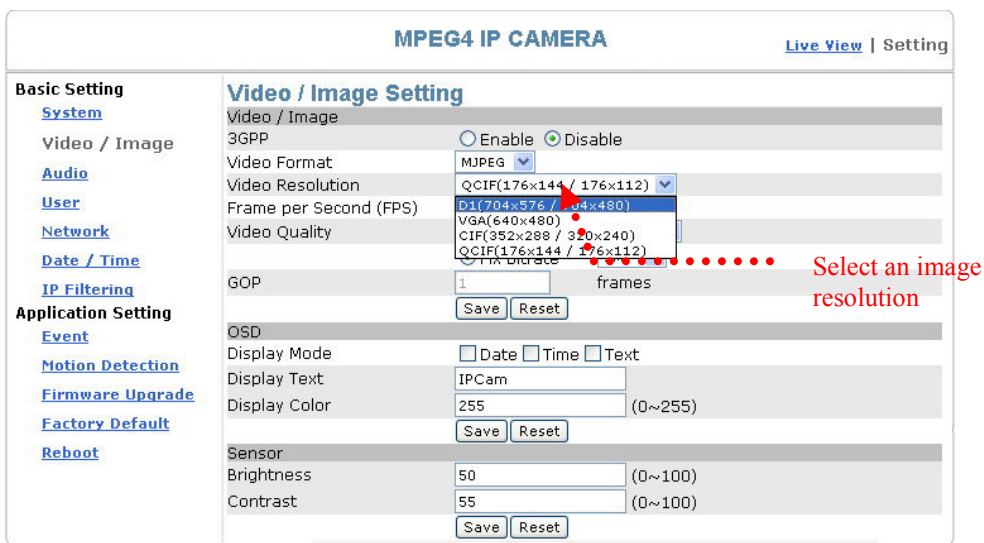 MPEG4 IP CAMERA
Live View | Setting
Basic Setting
System
Video / Image
Audio
User
Network
Date / Time
IP Filtering
Application Setting
Event
Motion Detection
Firmware Upgrade
Factory Default
Reboot
Video / Image Setting
Video / Image
3GPP
Enable Disable
Video Format
MJPEG
Video Resolution
QCIF(176x144 / 176x112)
D1(704x576 / 704x480)
VGA(640x480)
CIF(352x288 / 320x240)
QCIF(176x144 / 176x112)
Frame per Second (FPS)
Video Quality
Fix Bitrate
GOP
1 frames
Save Reset
OSD
Display Mode
Date Time Text
Display Text
IPCam
Display Color
255 (0~255)
Save Reset
Sensor
Brightness
50 (0~100)
Contrast
55 (0~100)
Save Reset
Select an image
resolution